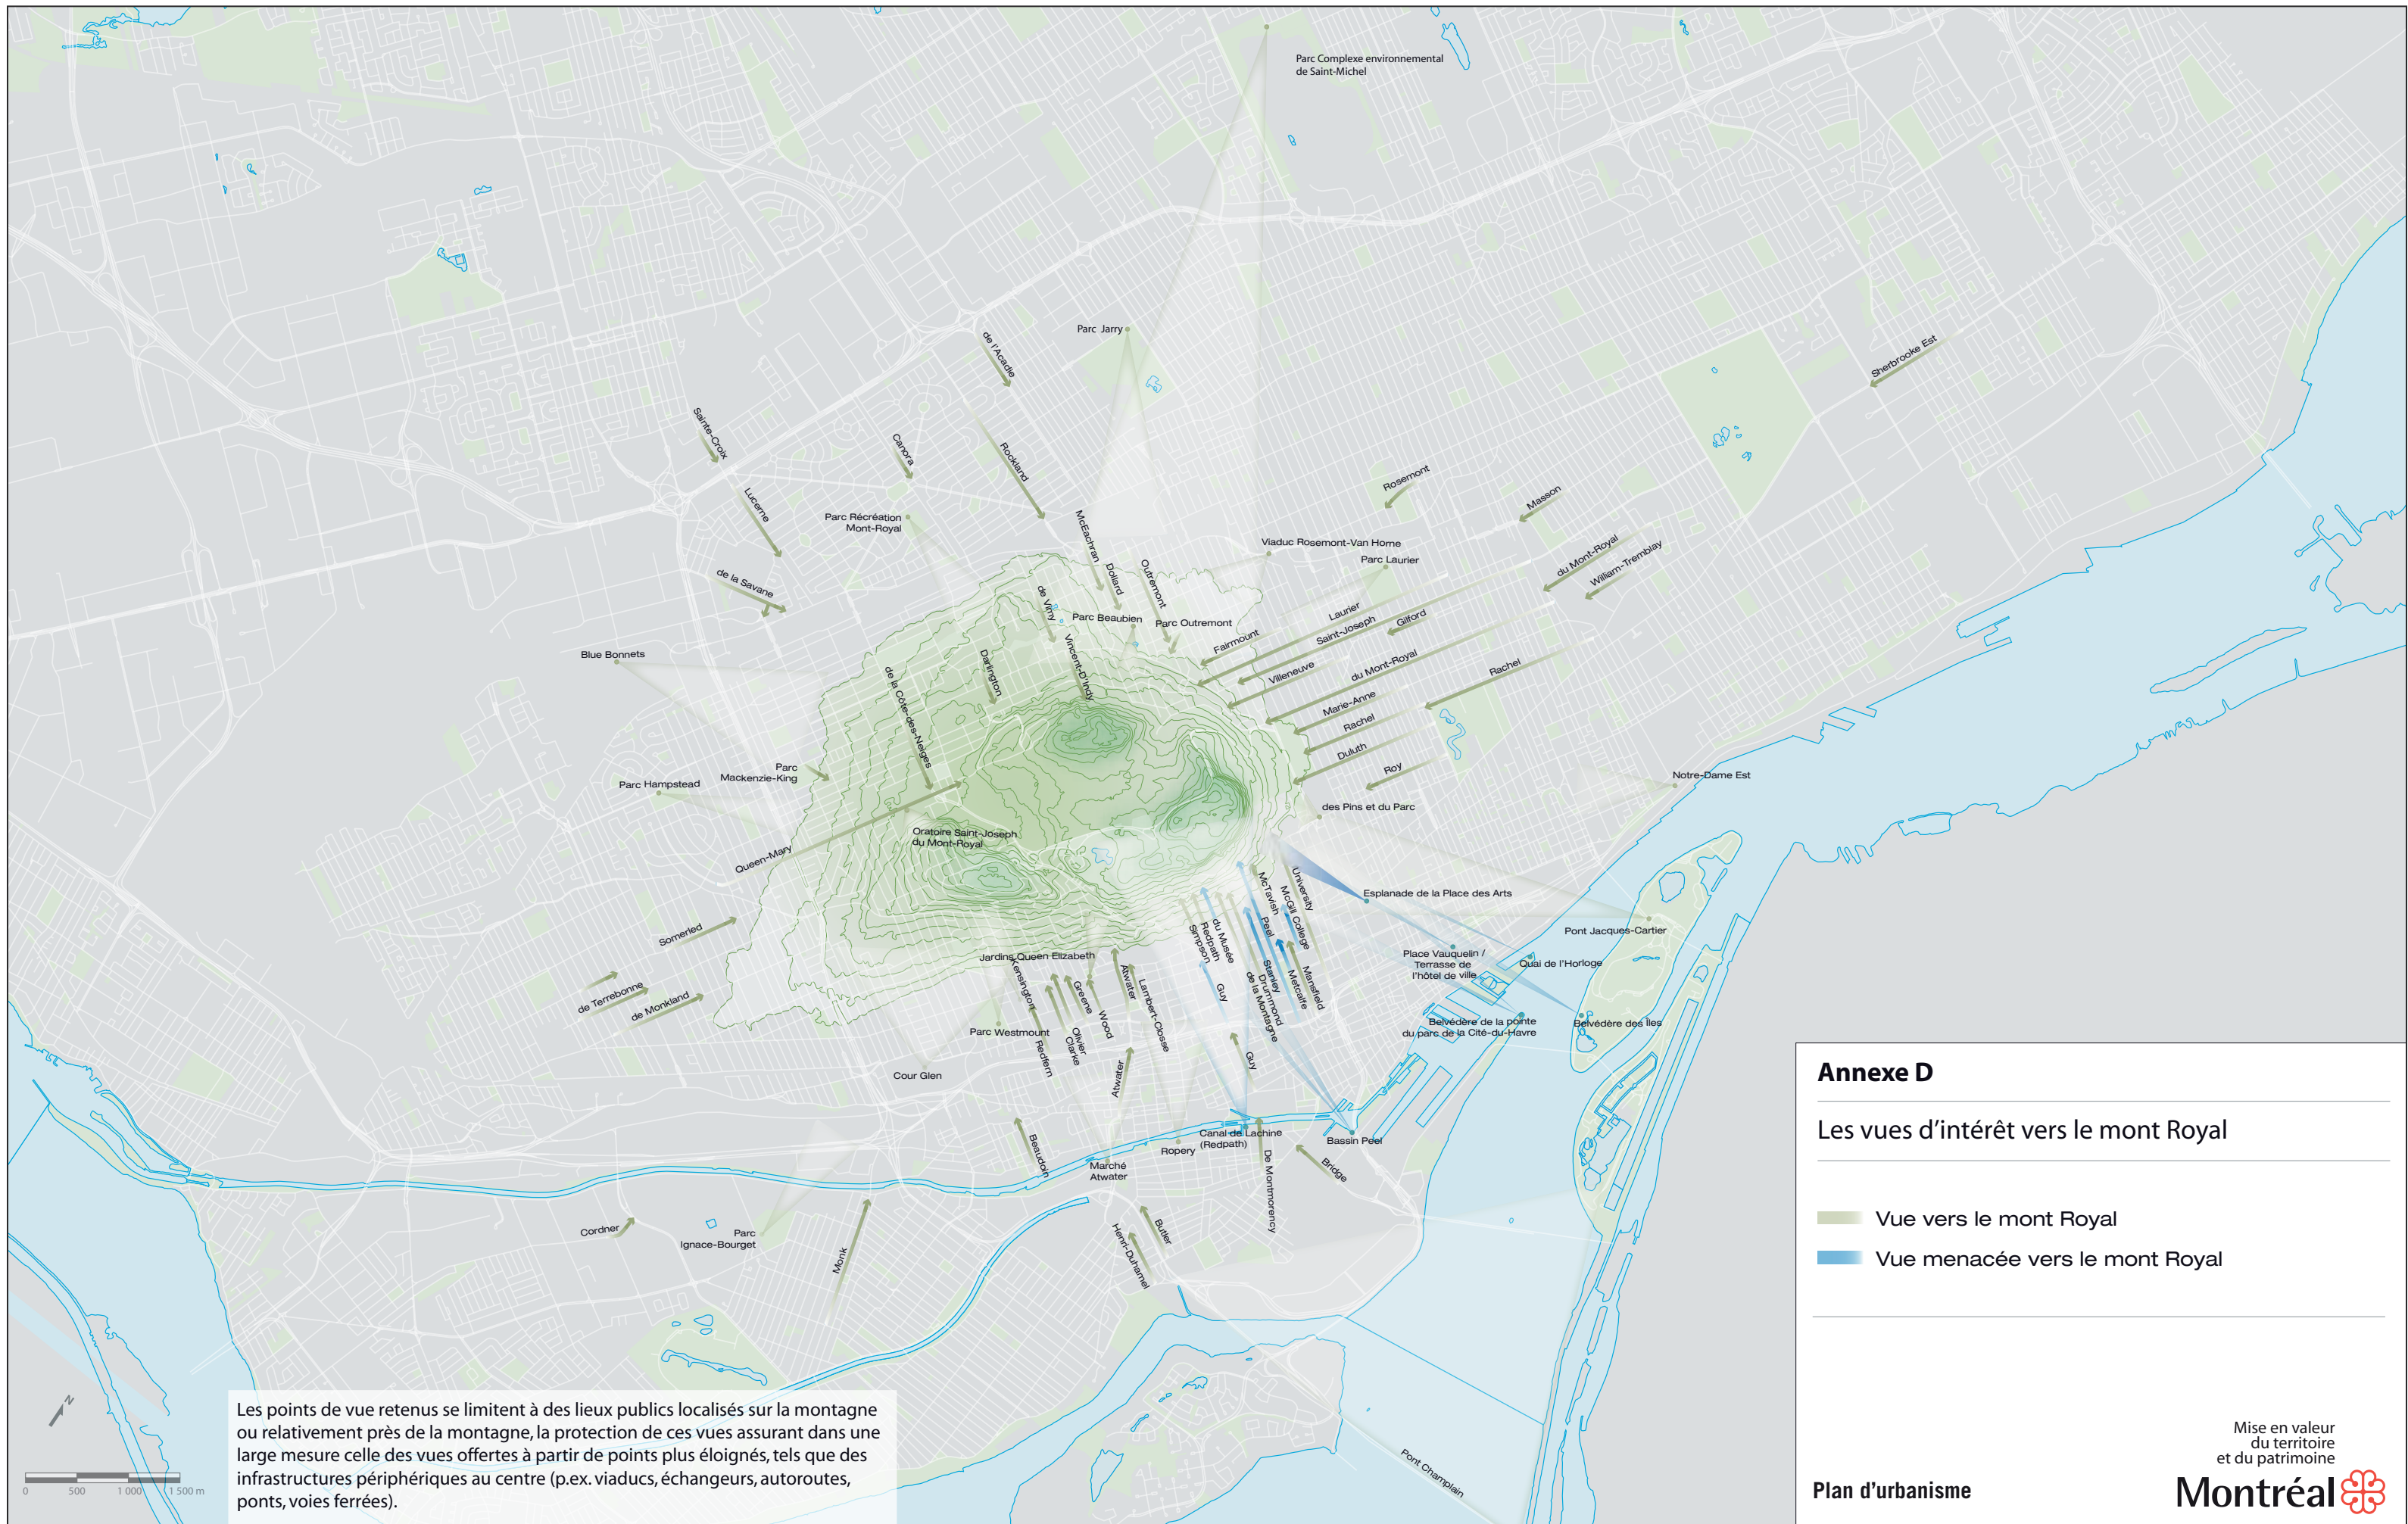 Parc Complexe environnemental
de Saint-Michel
Parc Jarry
de l'Acadie
Sherbrooke Est
Sainte-Croix
Canora
Rockland
Rosemont
Masson
Lucerne
Parc Récréation
Mont-Royal
McEachran
Dollard
Outremont
Viaduc Rosemont-Van Horne
Parc Laurier
du Mont-Royal
William-Tremblay
de la Savane
de Vimy
Parc Beaubien
Parc Outremont
Laurier
Saint-Joseph
Gilford
Fairmount
Blue Bonnets
Darlington
Vincent-D'Indy
de la Côte-des-Neiges
Villeneuve
du Mont-Royal
Rachel
Marie-Anne
Rachel
Duluth
Roy
Parc
Mackenzie-King
Parc Hampstead
Notre-Dame Est
des Pins et du Parc
Oratoire Saint-Joseph
du Mont-Royal
Queen-Mary
Esplanade de la Place des Arts
University
McGill College
McTavish
Peel
Somerled
Pont Jacques-Cartier
du Musée
Redpath
Simpson
Jardins Queen Elizabeth
Kensington
Place Vauquelin /
Terrasse de
l'hôtel de ville
Quai de l'Horloge
Atwater
Lambert-Closse
Guy
Stanley
Drummond
de la Montagne
Metcalfe
Mansfield
de Terrebonne
de Monkland
Greene
Wood
Olivier
Clarke
Redfern
Parc Westmount
Belvédère de la pointe
du parc de la Cité-du-Havre
Belvédère des Îles
Cour Glen
Atwater
Guy
Canal de Lachine
(Redpath)
Bassin Peel
Ropery
Beaudoin
Marché
Atwater
De Montmorency
Bridge
Cordner
Parc
Ignace-Bourget
Monk
Butler
Henri-Duhamel
Pont Champlain
Annexe D
Les vues d'intérêt vers le mont Royal
Vue vers le mont Royal
Vue menacée vers le mont Royal
N
0 500 1 000 1 500 m
Les points de vue retenus se limitent à des lieux publics localisés sur la montagne
ou relativement près de la montagne, la protection de ces vues assurant dans une
large mesure celle des vues offertes à partir de points plus éloignés, tels que des
infrastructures périphériques au centre (p.ex. viaducs, échangeurs, autoroutes,
ponts, voies ferrées).
Mise en valeur
du territoire
et du patrimoine
Plan d'urbanisme
Montréal